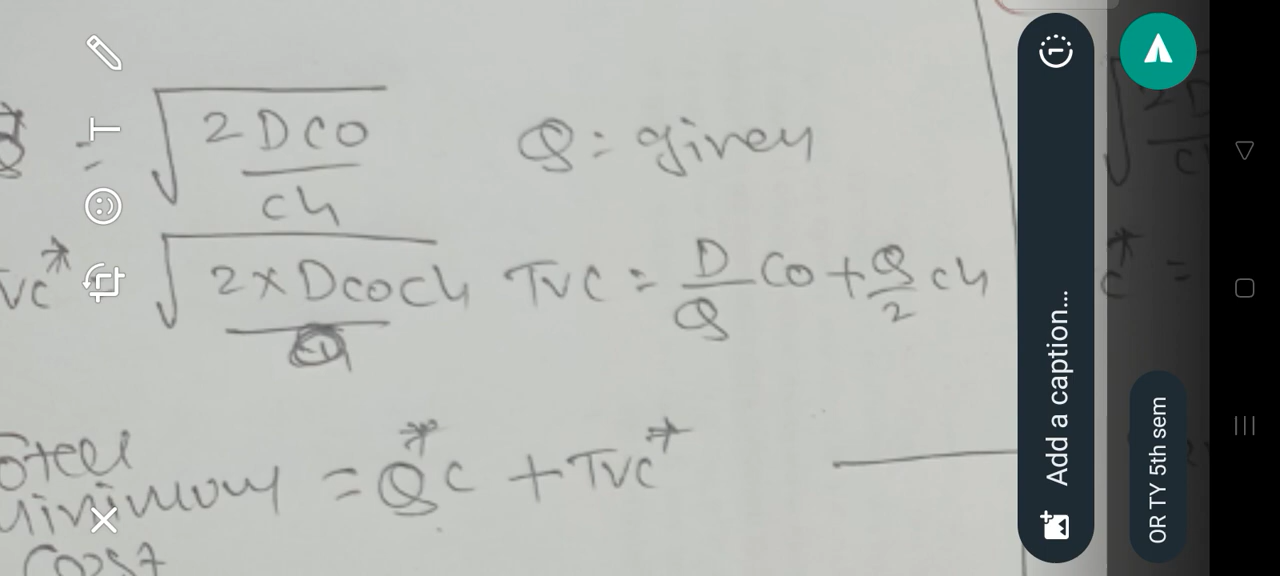 Q* = √(2DCo / Ch) Q = given
TVC* √(2×DCoCh) TVC = D/Q Co + Q/2 Ch
Total
Minimum = Q*C + TVC*
Cost
Add a caption...
OR TY 5th sem